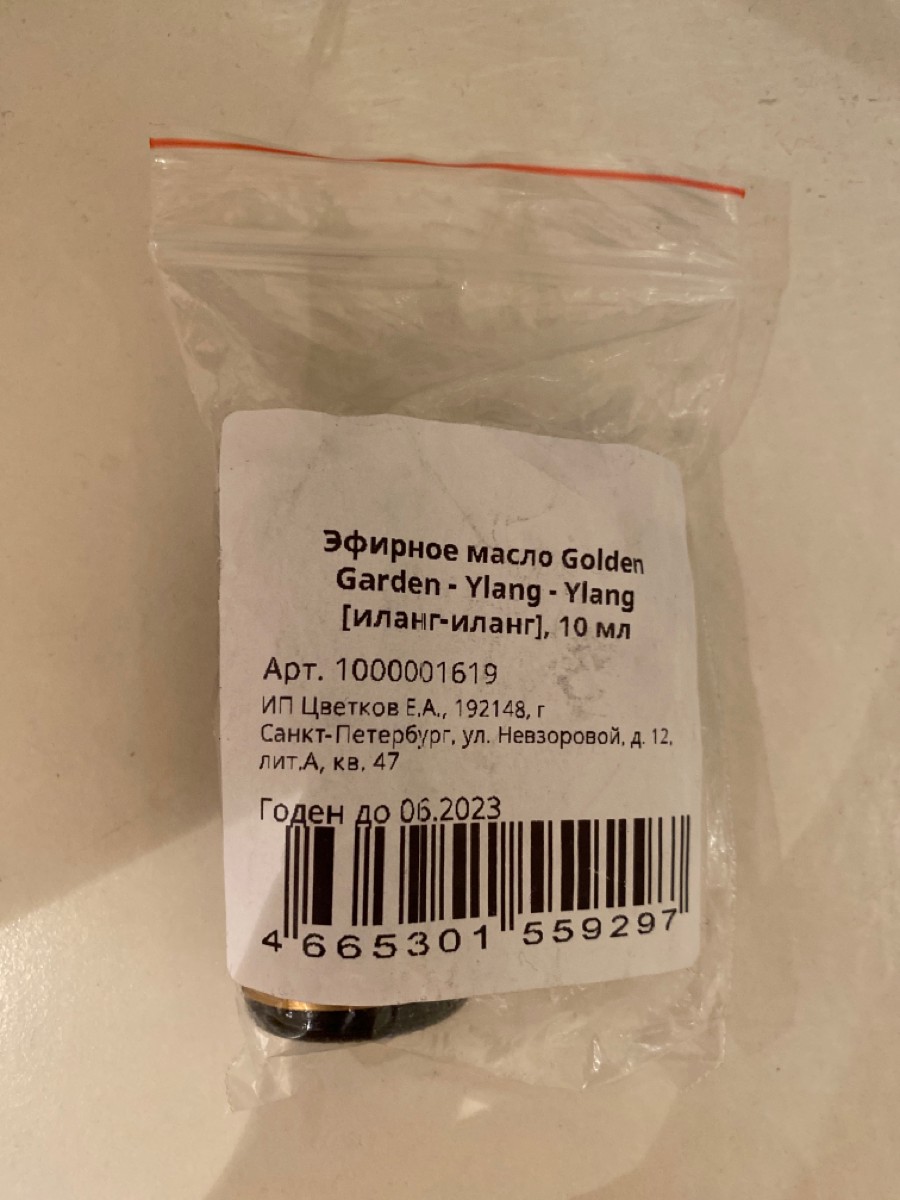 Эфирное масло Golden
Garden - Ylang - Ylang
[иланг-иланг], 10 мл
Арт. 1000001619
ИП Цветков Е.А., 192148, г
Санкт-Петербург, ул. Невзоровой, д. 12,
лит.А, кв. 47
Годен до 06.2023
4 665301 559297